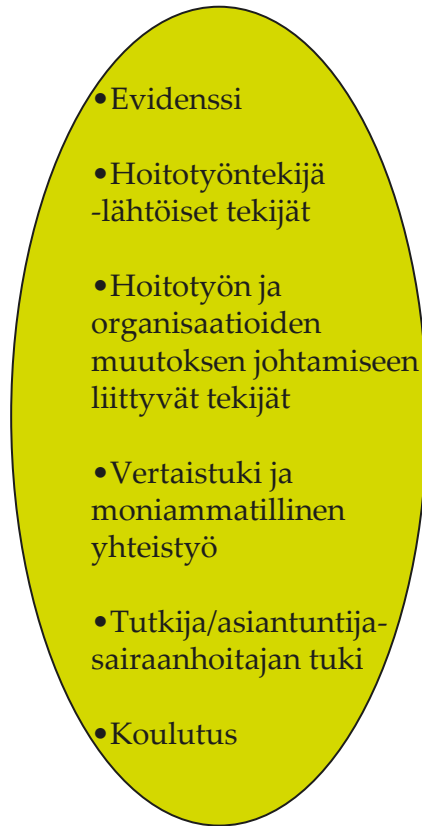 •Evidenssi
•Hoitotyöntekijä
-lähtöiset tekijät
•Hoitotyön ja
organisaatioiden
muutoksen johtamiseen
liittyvät tekijät
•Vertaistuki ja
moniammatillinen
yhteistyö
•Tutkija/asiantuntija-
sairaanhoitajan tuki
•Koulutus